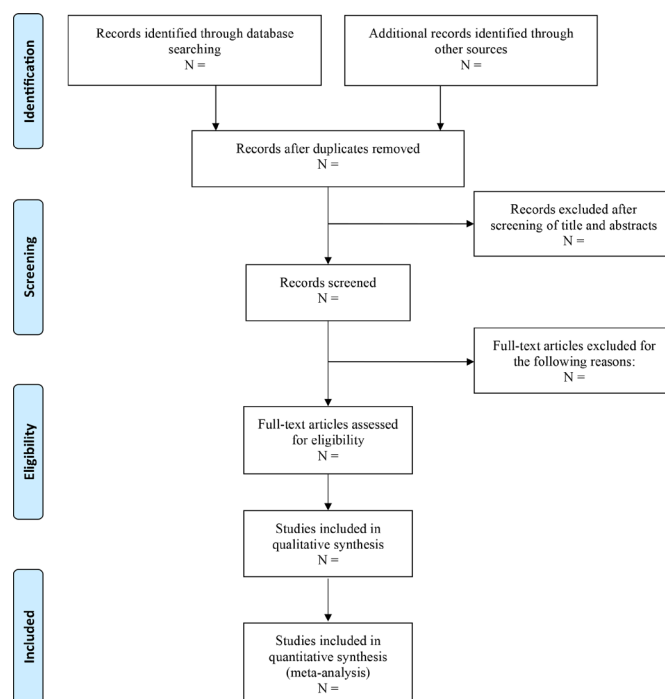 Identification
Records identified through database
searching
N =
Additional records identified through
other sources
N =
Records after duplicates removed
N =
Screening
Records excluded after
screening of title and abstracts
N =
Records screened
N =
Full-text articles excluded for
the following reasons:
N =
Eligibility
Full-text articles assessed
for eligibility
N =
Studies included in
qualitative synthesis
N =
Included
Studies included in
quantitative synthesis
(meta-analysis)
N =